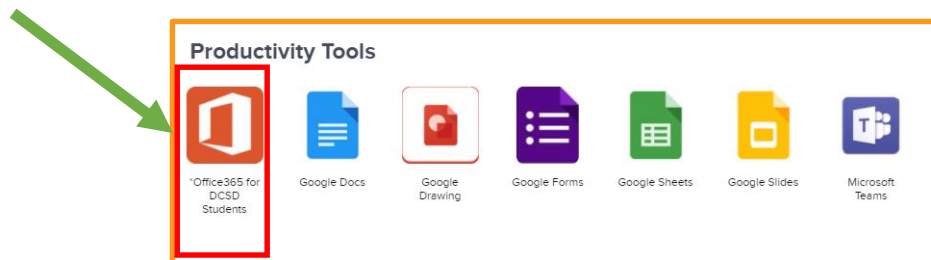 Productivity Tools
T
*Office365 for
DCSD
Students
Google Docs
Google
Drawing
Google Forms
Google Sheets
Google Slides
Microsoft
Teams